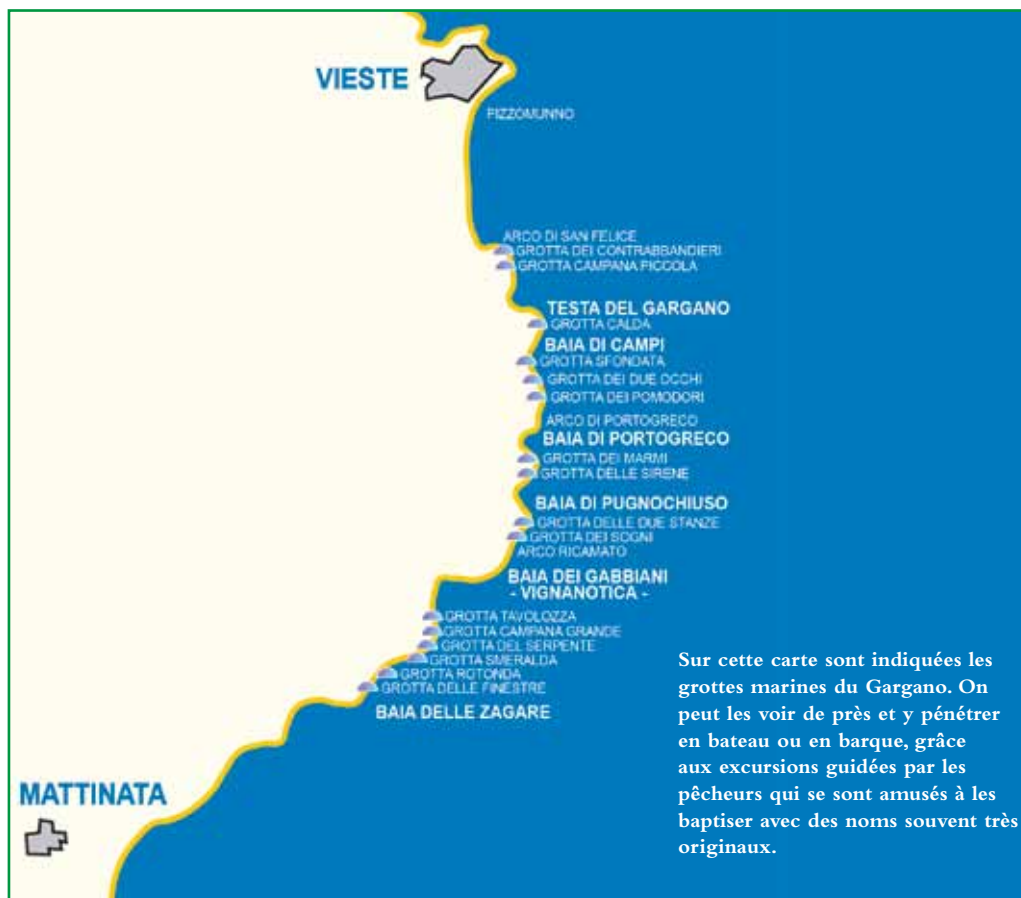 VIESTE
PIZZOMUNNO
ARCO DI SAN FELICE
GROTTA DEI CONTRABBANDIERI
GROTTA CAMPANA PICCOLA
TESTA DEL GARGANO
GROTTA CALDA
BAIA DI CAMPI
GROTTA SFONDATA
GROTTA DEI DUE OCCHI
GROTTA DEI POMODORI
ARCO DI PORTOGRECO
BAIA DI PORTOGRECO
GROTTA DEI MARMI
GROTTA DELLE SIRENE
BAIA DI PUGNOCHIUSO
GROTTA DELLE DUE STANZE
GROTTA DEI SOGNI
ARCO RICAMATO
BAIA DEI GABBIANI
- VIGNANOTICA -
GROTTA TAVOLOZZA
GROTTA CAMPANA GRANDE
GROTTA DEL SERPENTE
GROTTA SMERALDA
GROTTA ROTONDA
GROTTA DELLE FINESTRE
BAIA DELLE ZAGARE
MATTINATA
Sur cette carte sont indiquées les
grottes marines du Gargano. On
peut les voir de près et y pénétrer
en bateau ou en barque, grâce
aux excursions guidées par les
pêcheurs qui se sont amusés à les
baptiser avec des noms souvent très
originaux.